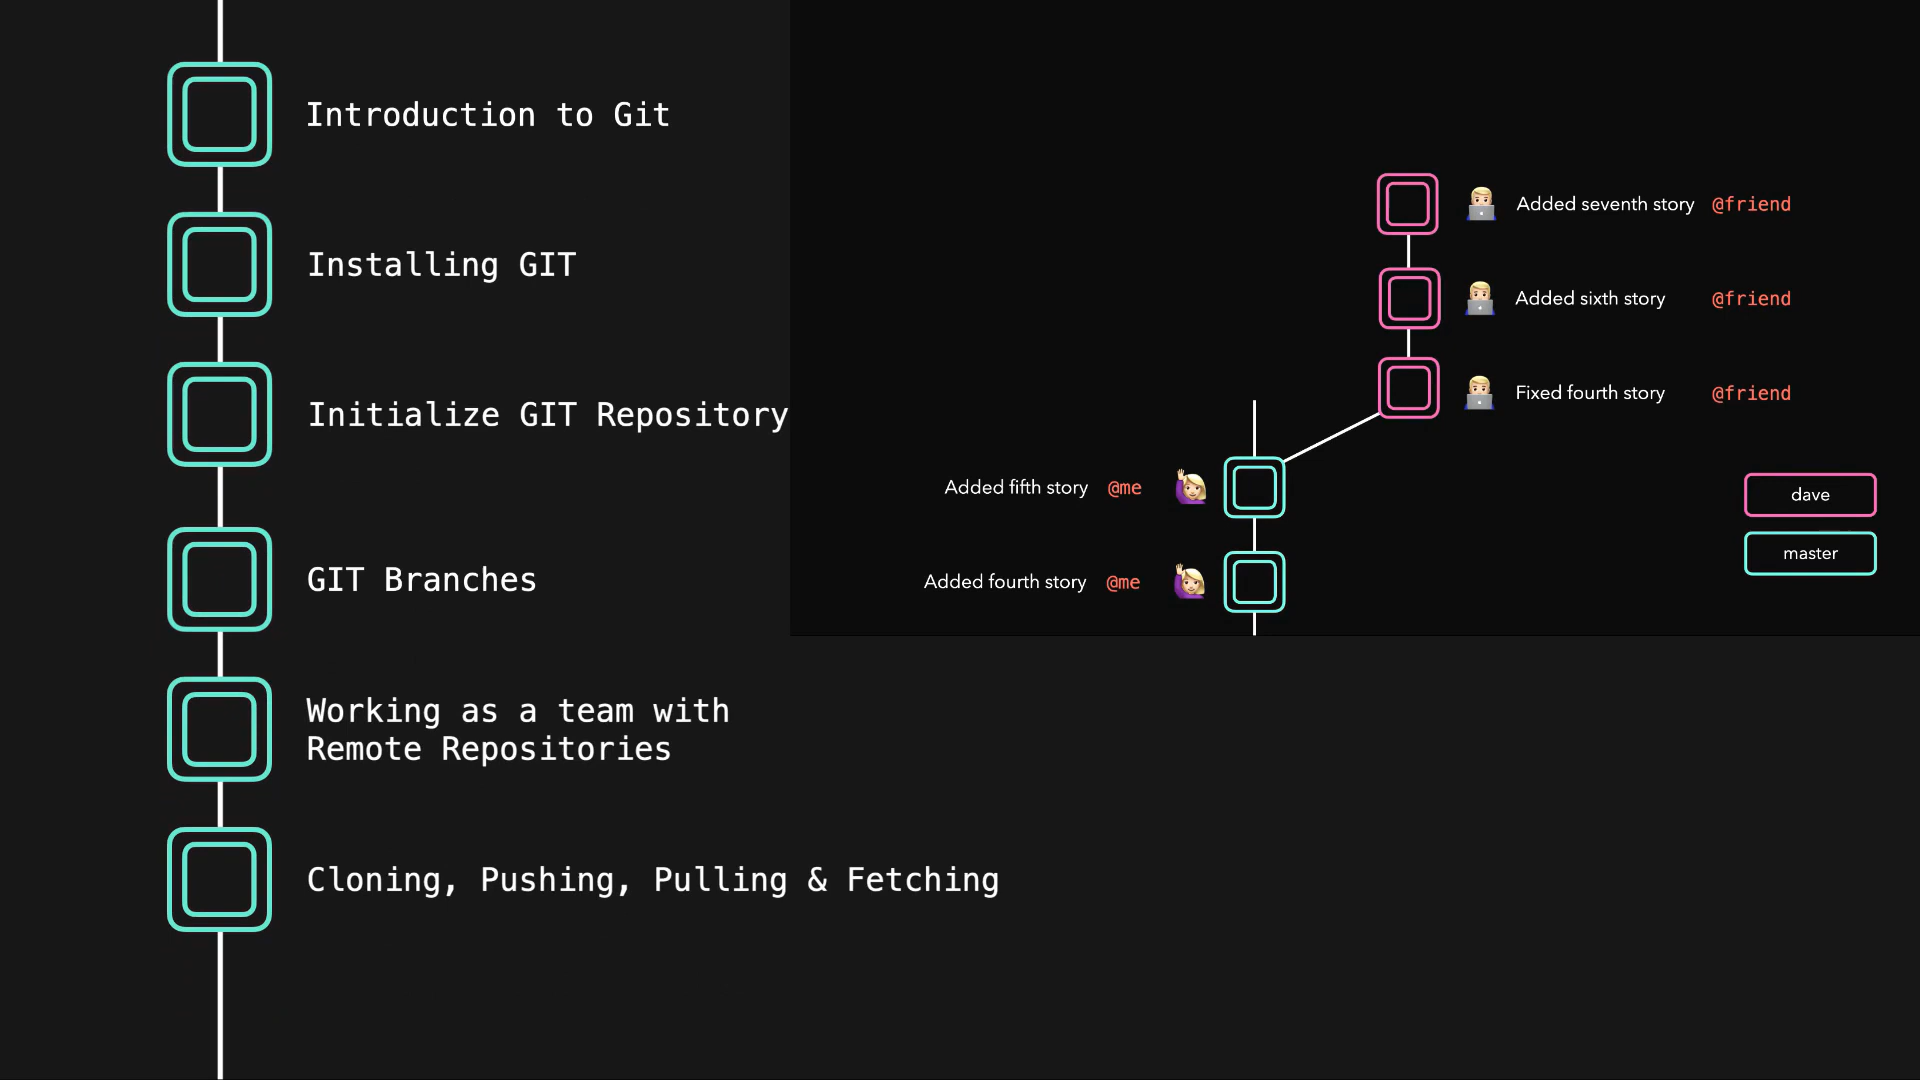 Introduction to Git
Installing GIT
Initialize GIT Repository
GIT Branches
Working as a team with
Remote Repositories
Cloning, Pushing, Pulling & Fetching
Added seventh story @friend
Added sixth story @friend
Fixed fourth story @friend
Added fifth story @me
Added fourth story @me
dave
master